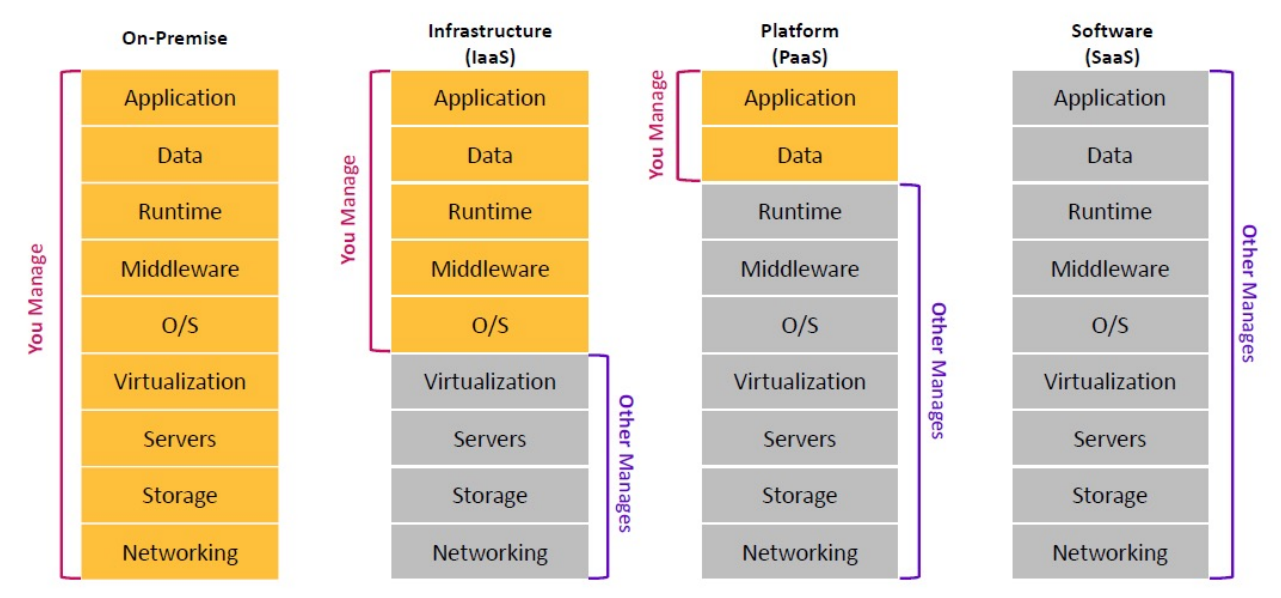 On-Premise
You Manage
Application
Data
Runtime
Middleware
O/S
Virtualization
Servers
Storage
Networking
Infrastructure
(IaaS)
You Manage
Application
Data
Runtime
Middleware
O/S
Virtualization
Servers
Storage
Networking
Other Manages
Platform
(PaaS)
You Manage
Application
Data
Runtime
Middleware
O/S
Virtualization
Servers
Storage
Networking
Other Manages
Software
(SaaS)
Application
Data
Runtime
Middleware
O/S
Virtualization
Servers
Storage
Networking
Other Manages